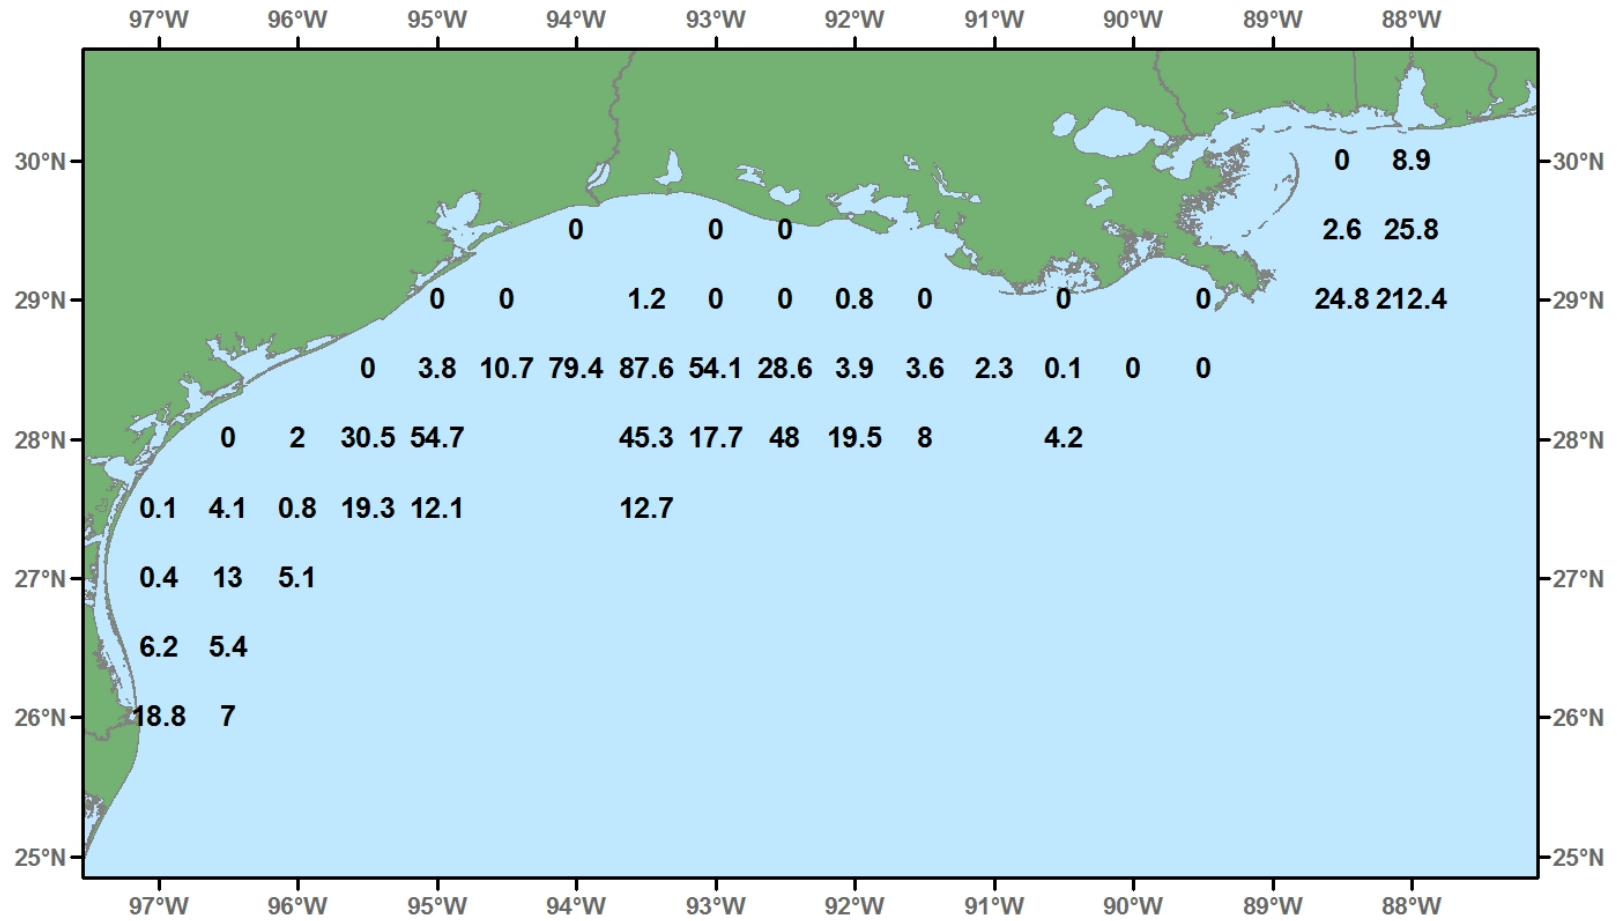 97°W 96°W 95°W 94°W 93°W 92°W 91°W 90°W 89°W 88°W
30°N 0 8.9 30°N
0 0 0 2.6 25.8
29°N 0 0 1.2 0 0 0.8 0 0 0 24.8 212.4 29°N
0 3.8 10.7 79.4 87.6 54.1 28.6 3.9 3.6 2.3 0.1 0 0
28°N 0 2 30.5 54.7 45.3 17.7 48 19.5 8 4.2 28°N
0.1 4.1 0.8 19.3 12.1 12.7
27°N 0.4 13 5.1 27°N
6.2 5.4
26°N 18.8 7 26°N
25°N 25°N
97°W 96°W 95°W 94°W 93°W 92°W 91°W 90°W 89°W 88°W